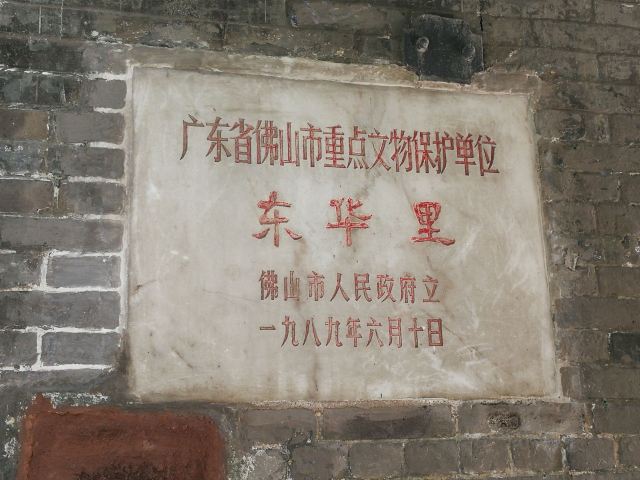 广东省佛山市重点文物保护单位
东华里
佛山市人民政府立
一九八九年六月十日